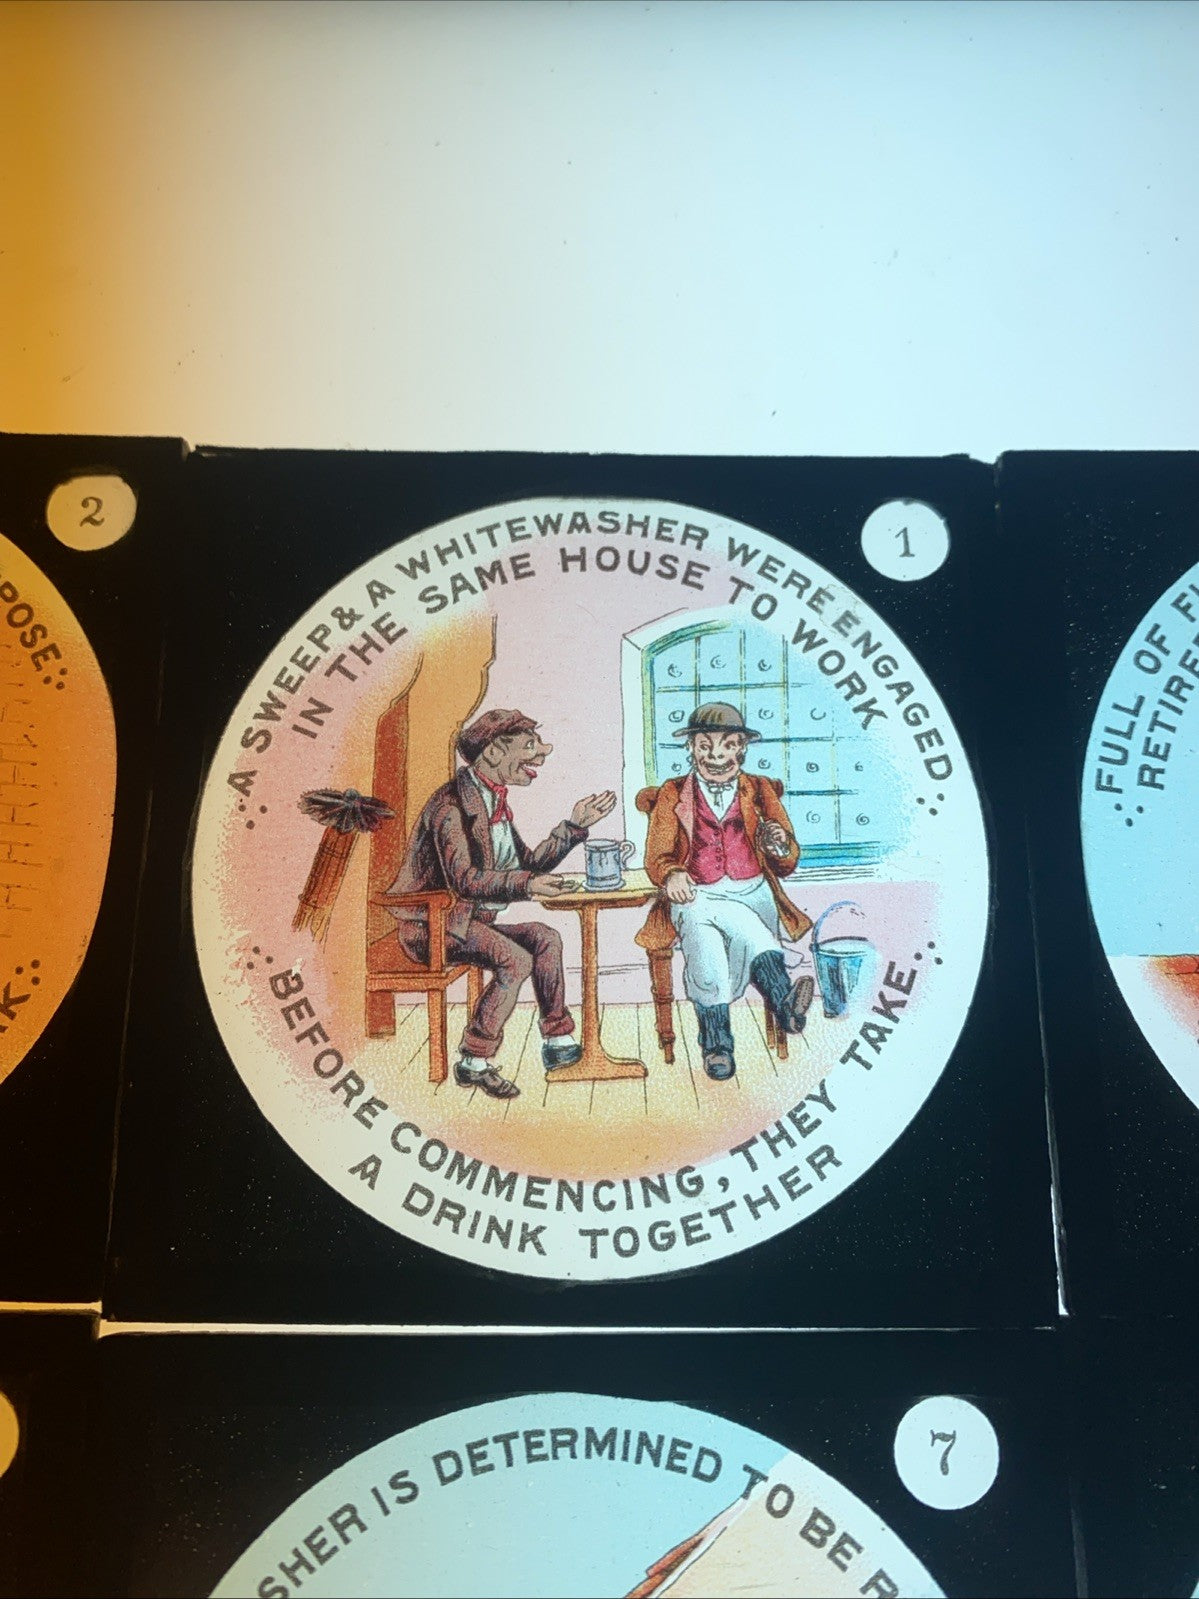 2
POSE
K
1
A SWEEP & A WHITEWASHER WERE ENGAGED
IN THE SAME HOUSE TO WORK
BEFORE COMMENCING, THEY TAKE
A DRINK TOGETHER
FULL OF
RETIRE
7
SHER IS DETERMINED TO BE